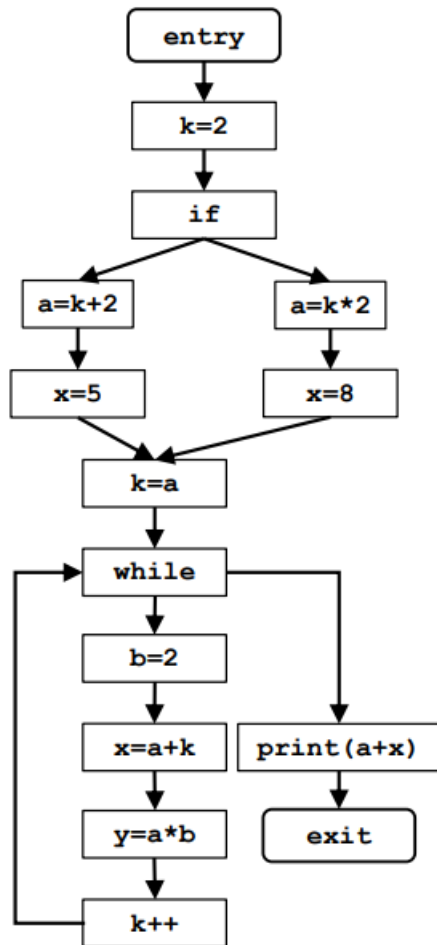 entry
k=2
if
a=k+2
a=k*2
x=5
x=8
k=a
while
b=2
x=a+k
print(a+x)
y=a*b
exit
k++